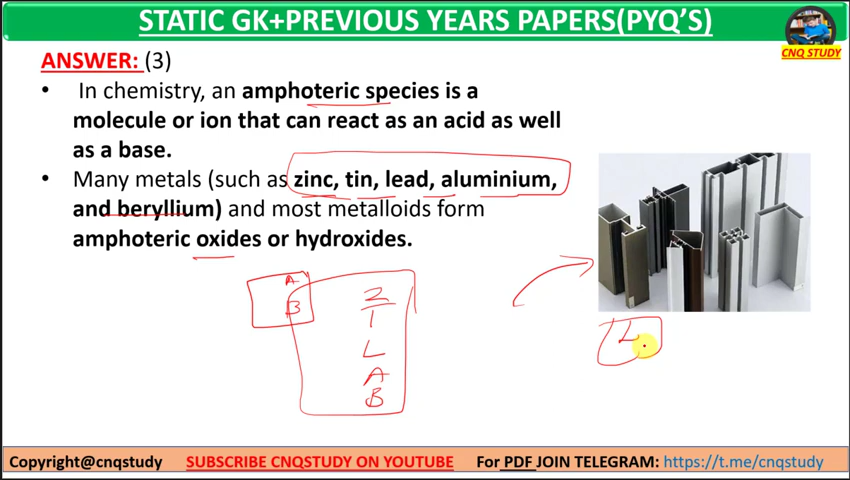 STATIC GK+PREVIOUS YEARS PAPERS(PYQ'S)
CNQ STUDY
ANSWER: (3)
• In chemistry, an amphoteric species is a
molecule or ion that can react as an acid as well
as a base.
• Many metals (such as zinc, tin, lead, aluminium,
and beryllium) and most metalloids form
amphoteric oxides or hydroxides.
A
B
Z
T
L
A
B
L
Copyright@cnqstudy SUBSCRIBE CNQSTUDY ON YOUTUBE For PDF JOIN TELEGRAM: https://t.me/cnqstudy